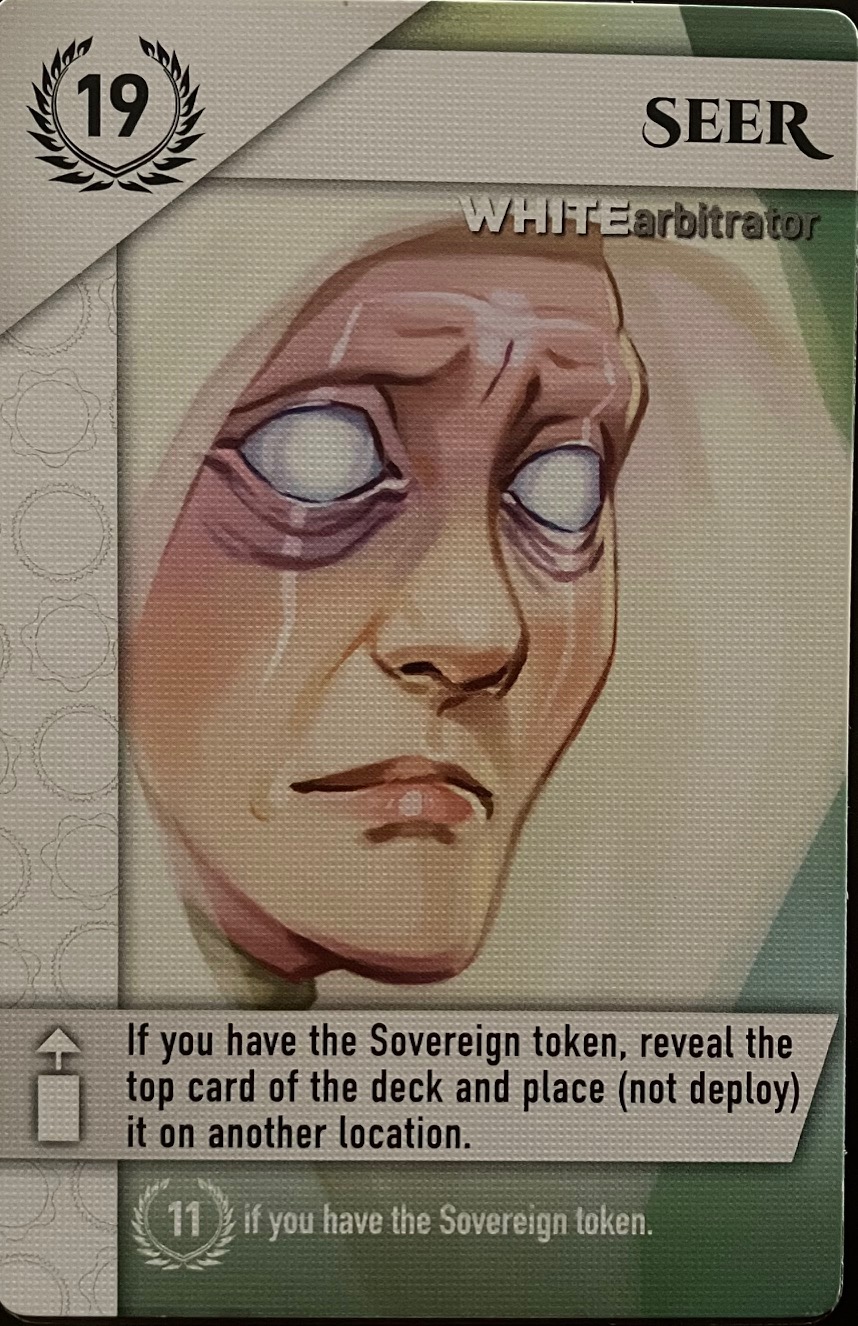 19
SEER
WHITEarbitrator
If you have the Sovereign token, reveal the
top card of the deck and place (not deploy)
it on another location.
11 if you have the Sovereign token.